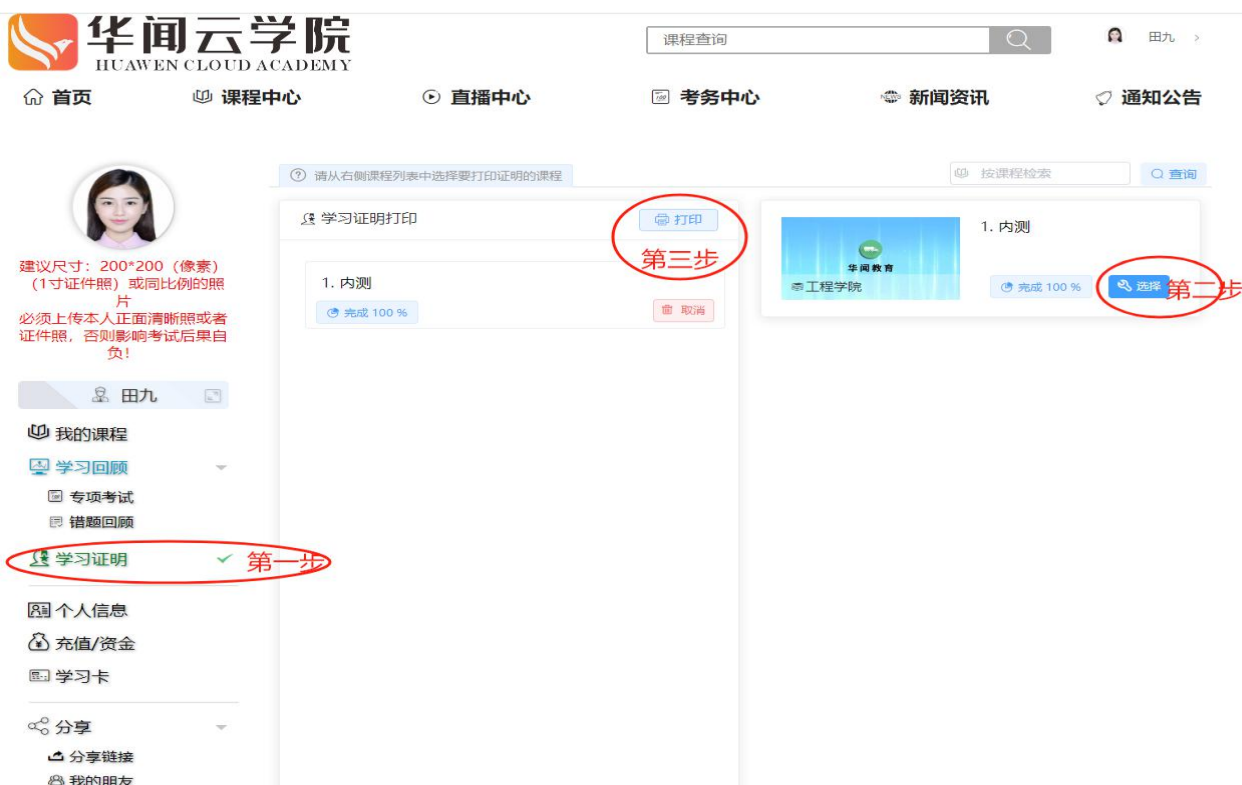 华闻云学院
HUAWEN CLOUD ACADEMY
课程查询
田九
首页
课程中心
直播中心
考务中心
NEWS 新闻资讯
通知公告
建议尺寸：200*200（像素）
（1寸证件照）或同比例的照
片
必须上传本人正面清晰照或者
证件照，否则影响考试后果自
负！
田九
我的课程
学习回顾
专项考试
错题回顾
学习证明
第一步
个人信息
充值/资金
学习卡
分享
分享链接
我的朋友
请从右侧课程列表中选择要打印证明的课程
按课程检索
查询
学习证明打印
打印
第三步
1. 内测
完成 100 %
取消
华闻教育
工程学院
1. 内测
完成 100 %
选择
第二步